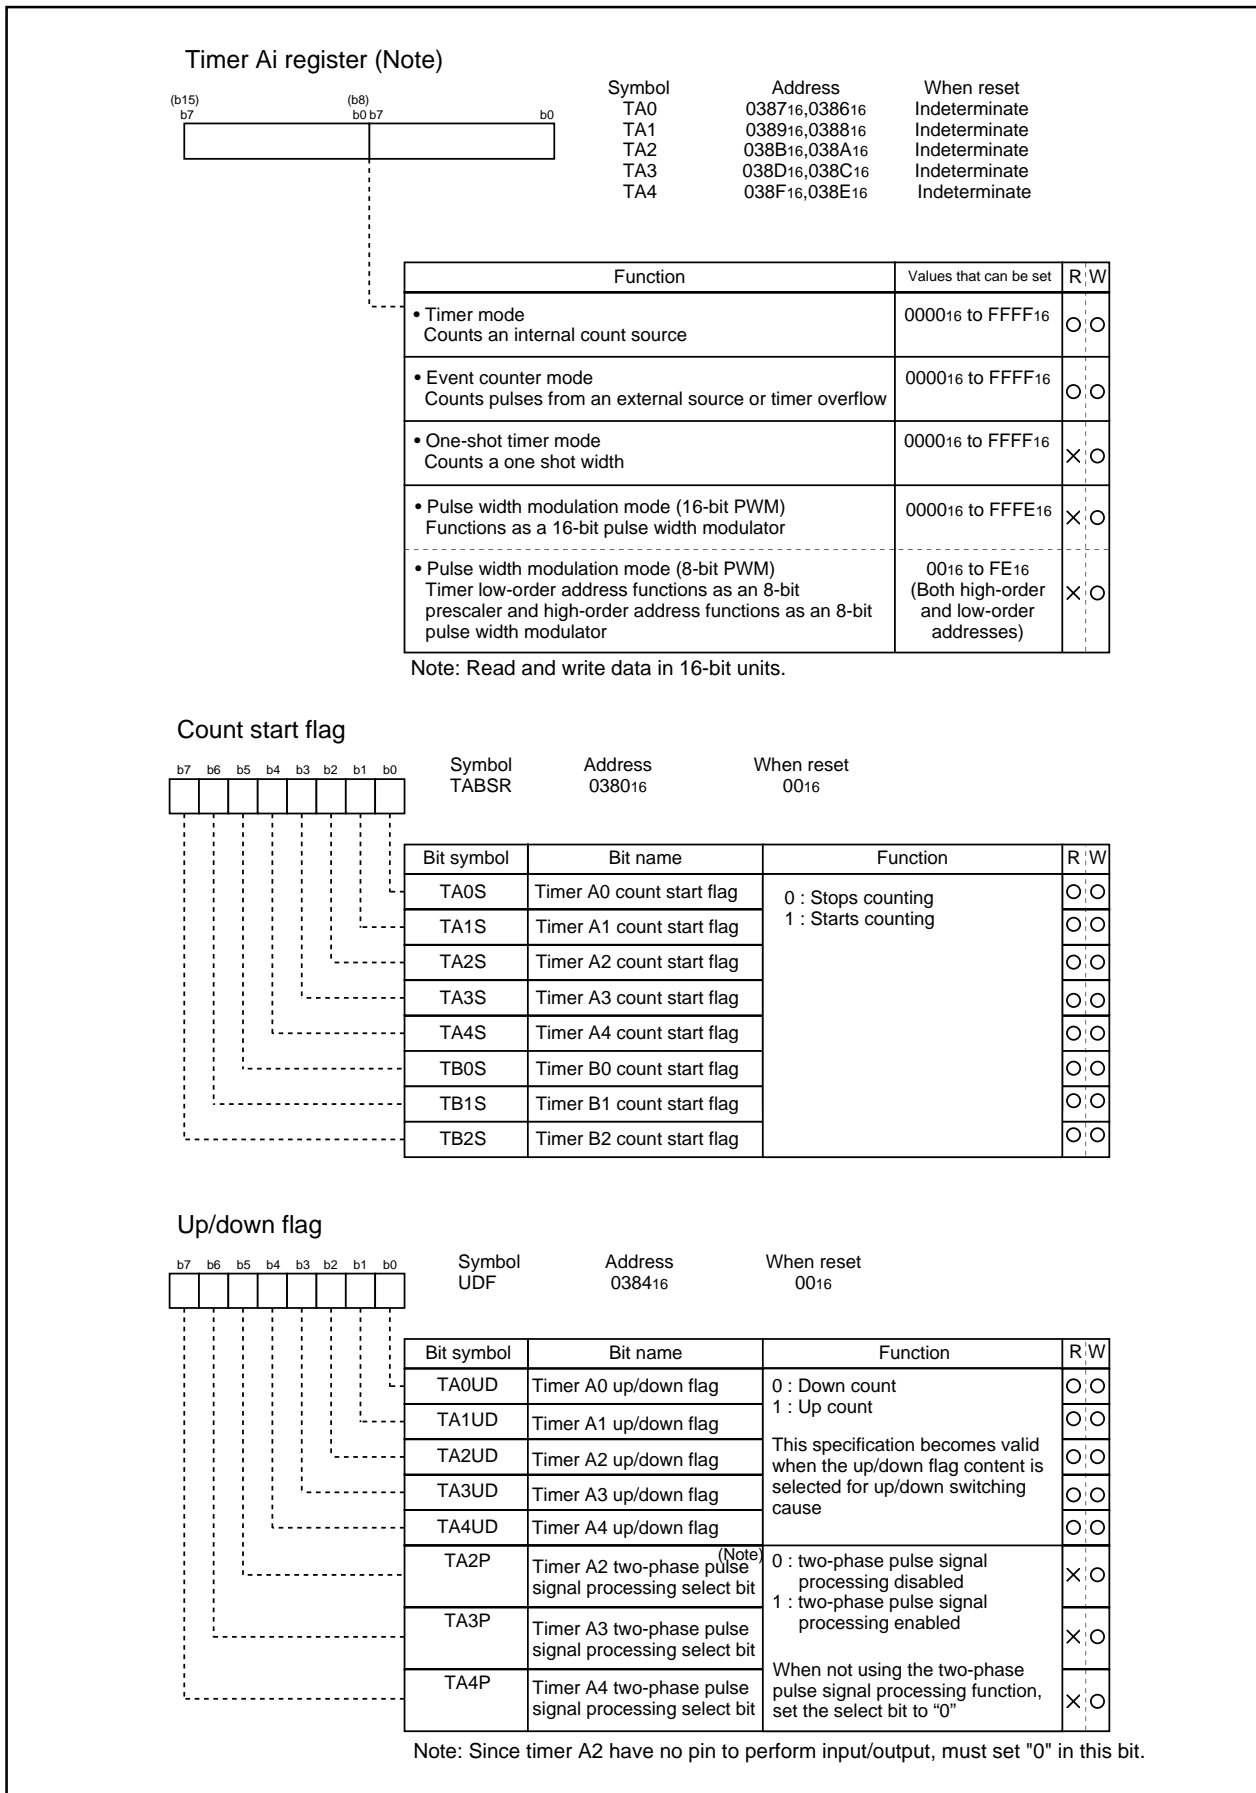 Timer Ai register (Note)
Symbol Address When reset
TA0 038716,038616 Indeterminate
TA1 038916,038816 Indeterminate
TA2 038B16,038A16 Indeterminate
TA3 038D16,038C16 Indeterminate
TA4 038F16,038E16 Indeterminate
(b15) (b8)
b7 b0 b7 b0
Function Values that can be set R W
• Timer mode 000016 to FFFF16
Counts an internal count source
• Event counter mode 000016 to FFFF16
Counts pulses from an external source or timer overflow
• One-shot timer mode 000016 to FFFF16
Counts a one shot width
• Pulse width modulation mode (16-bit PWM) 000016 to FFFE16
Functions as a 16-bit pulse width modulator
• Pulse width modulation mode (8-bit PWM) 0016 to FE16
Timer low-order address functions as an 8-bit (Both high-order
prescaler and high-order address functions as an 8-bit and low-order
pulse width modulator addresses)
Note: Read and write data in 16-bit units.
Count start flag
b7 b6 b5 b4 b3 b2 b1 b0
Symbol Address When reset
TABSR 038016 0016
Bit symbol Bit name Function R W
TA0S Timer A0 count start flag 0 : Stops counting
TA1S Timer A1 count start flag 1 : Starts counting
TA2S Timer A2 count start flag
TA3S Timer A3 count start flag
TA4S Timer A4 count start flag
TB0S Timer B0 count start flag
TB1S Timer B1 count start flag
TB2S Timer B2 count start flag
Up/down flag
b7 b6 b5 b4 b3 b2 b1 b0
Symbol Address When reset
UDF 038416 0016
Bit symbol Bit name Function R W
TA0UD Timer A0 up/down flag 0 : Down count
1 : Up count
TA1UD Timer A1 up/down flag
This specification becomes valid
TA2UD Timer A2 up/down flag when the up/down flag content is
TA3UD Timer A3 up/down flag selected for up/down switching
cause
TA4UD Timer A4 up/down flag
(Note)
TA2P Timer A2 two-phase pulse 0 : two-phase pulse signal
signal processing select bit processing disabled
1 : two-phase pulse signal
TA3P Timer A3 two-phase pulse processing enabled
signal processing select bit
When not using the two-phase
TA4P Timer A4 two-phase pulse pulse signal processing function,
signal processing select bit set the select bit to “0”
Note: Since timer A2 have no pin to perform input/output, must set "0" in this bit.